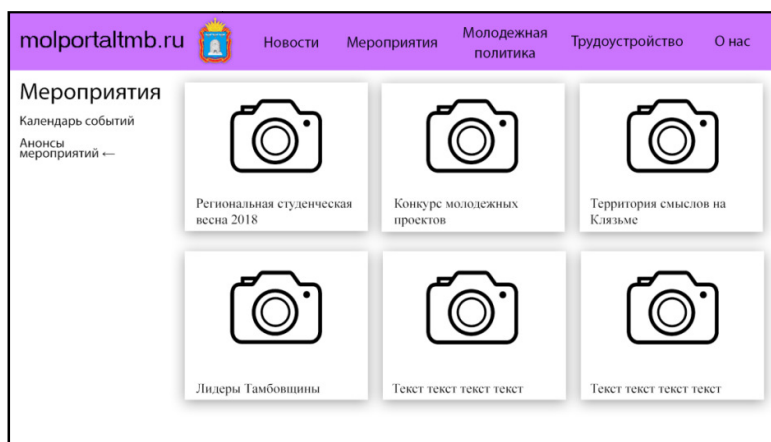 molportaltmb.ru
Новости
Мероприятия
Молодежная
политика
Трудоустройство
О нас
Мероприятия
Календарь событий
Анонсы
мероприятий ←
Региональная студенческая
весна 2018
Конкурс молодежных
проектов
Территория смыслов на
Клязьме
Лидеры Тамбовщины
Текст текст текст текст
Текст текст текст текст